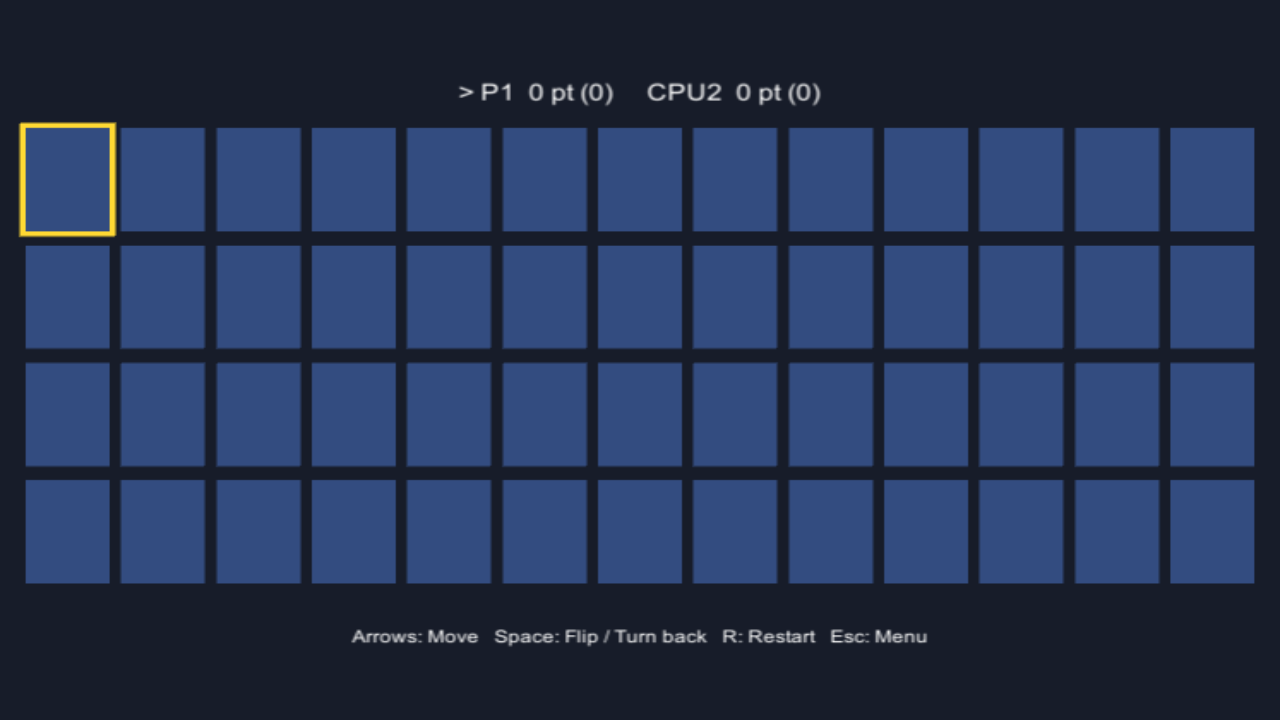 > P1 0 pt (0) CPU2 0 pt (0)
Arrows: Move Space: Flip / Turn back R: Restart Esc: Menu